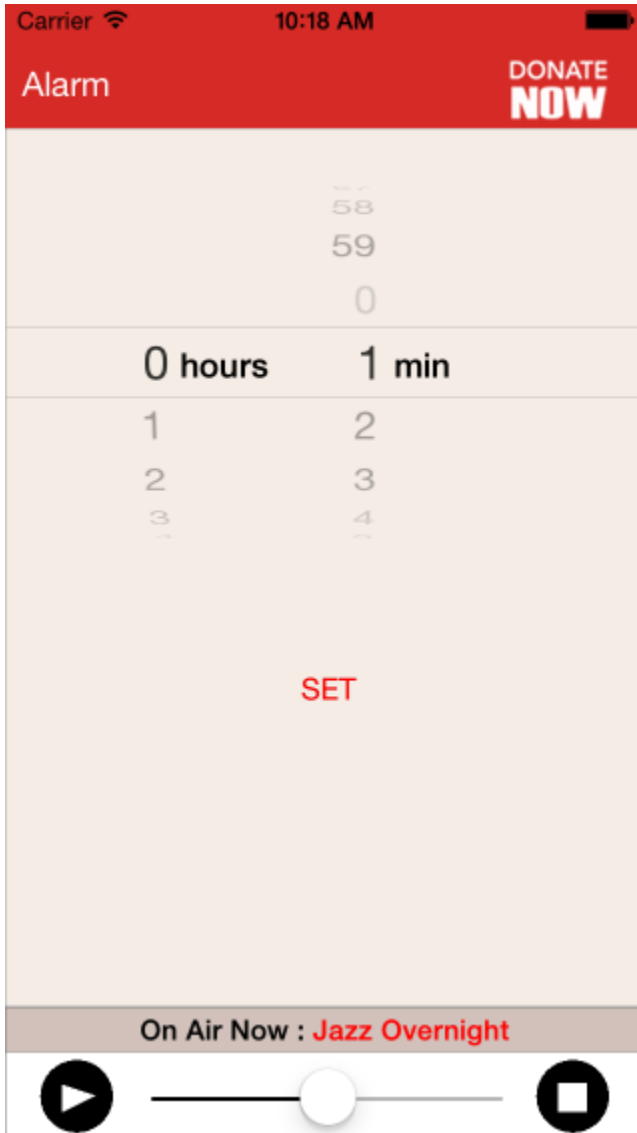 Carrier 10:18 AM
Alarm
DONATE
NOW
58
59
0
0 hours 1 min
1 2
2 3
3 4
SET
On Air Now : Jazz Overnight